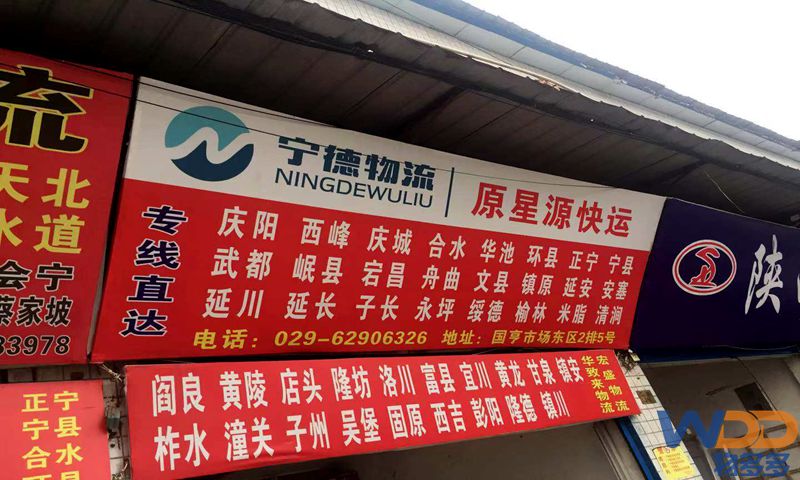 流
天北
水道
会宁
蔡家坡
33978
宁德物流
NINGDEWULIU
原星源快运
专线直达
庆阳 西峰 庆城 合水 华池 环县 正宁 宁县
武都 岷县 宕昌 舟曲 文县 镇原 延安 安塞
延川 延长 子长 永坪 绥德 榆林 米脂 清涧
电话：029-62906326 地址：国亨市场东区2排5号
陕
阎良 黄陵 店头 隆坊 洛川 富县 宜川 黄龙 甘泉 镇安
柞水 潼关 子州 吴堡 固原 西吉 彭阳 隆德 镇川
宏盛物流
华致来物流
宁县水
正宁合
WDD